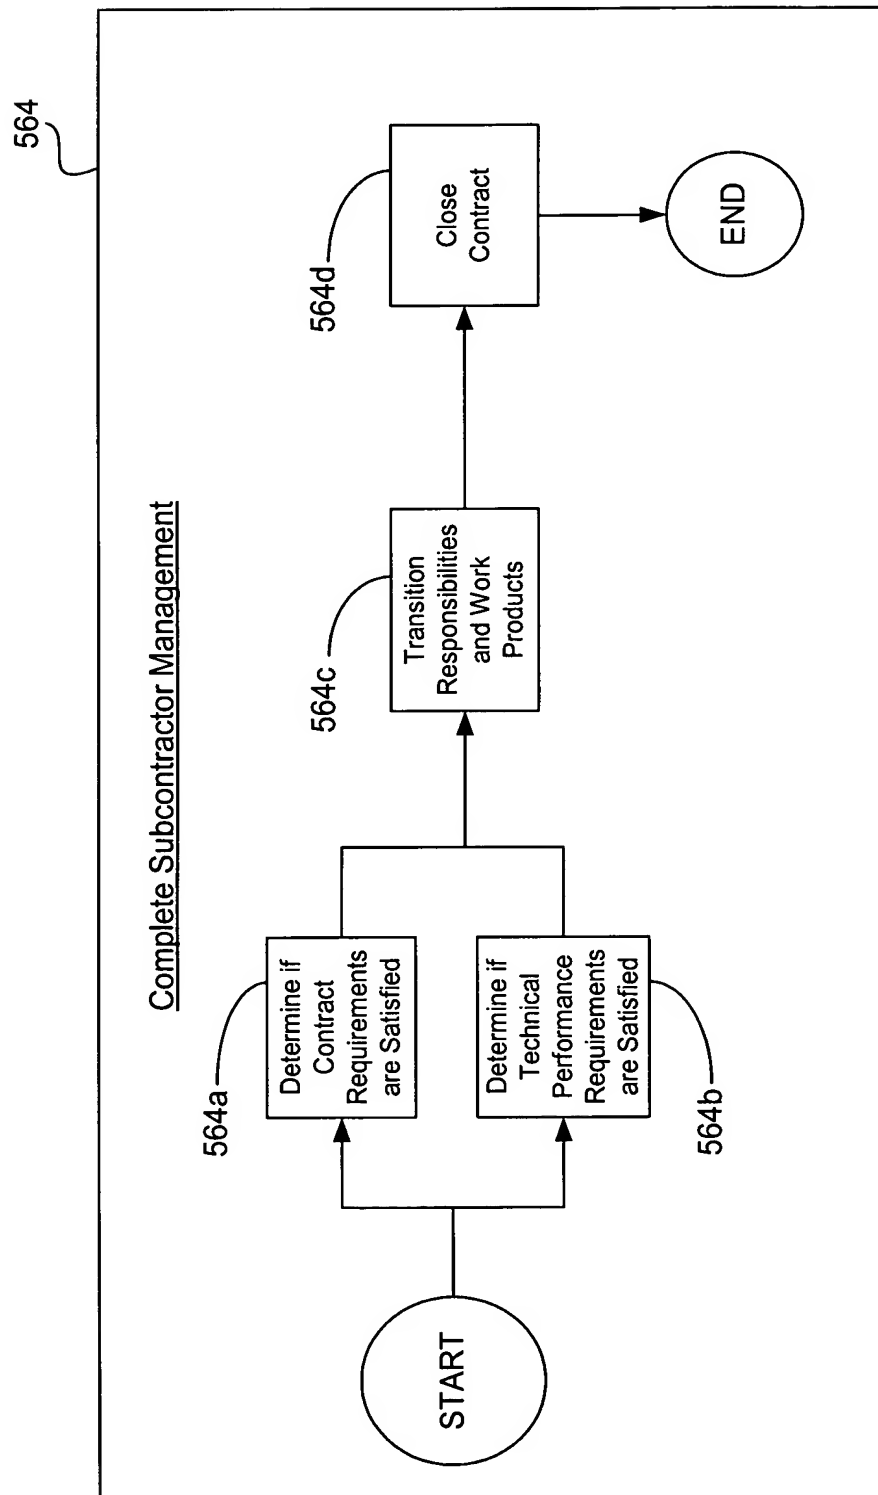 564
Complete Subcontractor Management
START
564a
Determine if
Contract
Requirements
are Satisfied
Determine if
Technical
Performance
Requirements
are Satisfied
564b
564c
Transition
Responsibilities
and Work
Products
564d
Close
Contract
END